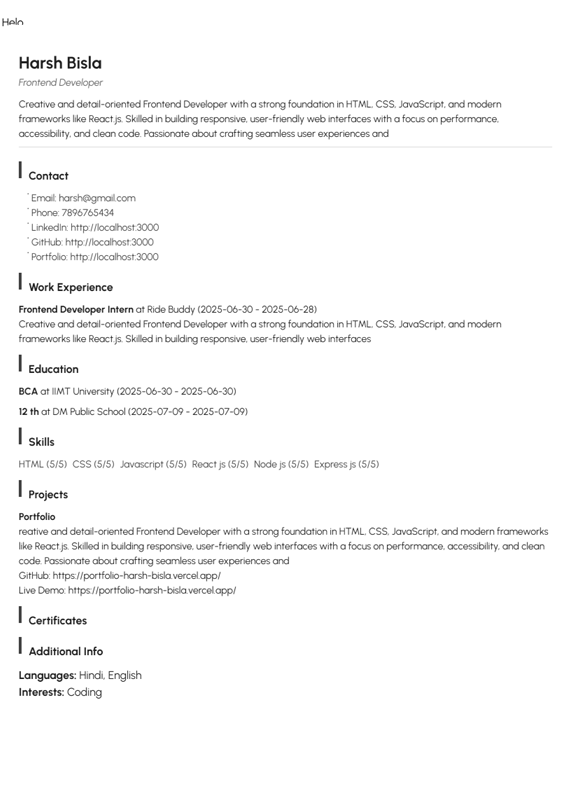 Helo
Harsh Bisla
Frontend Developer
Creative and detail-oriented Frontend Developer with a strong foundation in HTML, CSS, JavaScript, and modern
frameworks like React.js. Skilled in building responsive, user-friendly web interfaces with a focus on performance,
accessibility, and clean code. Passionate about crafting seamless user experiences and
Contact
Email: harsh@gmail.com
Phone: 7896765434
LinkedIn: http://localhost:3000
GitHub: http://localhost:3000
Portfolio: http://localhost:3000
Work Experience
Frontend Developer Intern at Ride Buddy (2025-06-30 - 2025-06-28)
Creative and detail-oriented Frontend Developer with a strong foundation in HTML, CSS, JavaScript, and modern
frameworks like React.js. Skilled in building responsive, user-friendly web interfaces
Education
BCA at IIMT University (2025-06-30 - 2025-06-30)
12 th at DM Public School (2025-07-09 - 2025-07-09)
Skills
HTML (5/5) CSS (5/5) Javascript (5/5) React js (5/5) Node js (5/5) Express js (5/5)
Projects
Portfolio
reative and detail-oriented Frontend Developer with a strong foundation in HTML, CSS, JavaScript, and modern frameworks
like React.js. Skilled in building responsive, user-friendly web interfaces with a focus on performance, accessibility, and clean
code. Passionate about crafting seamless user experiences and
GitHub: https://portfolio-harsh-bisla.vercel.app/
Live Demo: https://portfolio-harsh-bisla.vercel.app/
Certificates
Additional Info
Languages: Hindi, English
Interests: Coding